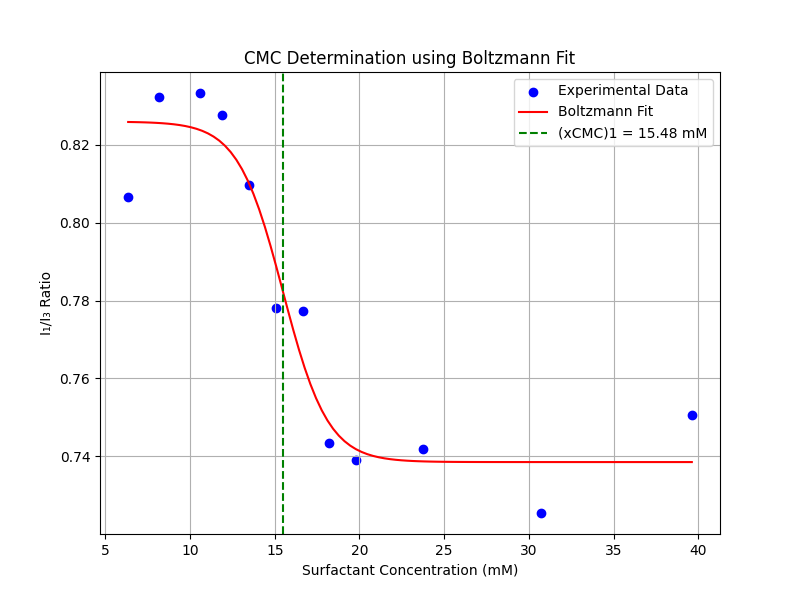 CMC Determination using Boltzmann Fit
Experimental Data
Boltzmann Fit
(xCMC)1 = 15.48 mM
0.82
0.80
0.78
0.76
0.74
I₁/I₃ Ratio
5 10 15 20 25 30 35 40
Surfactant Concentration (mM)